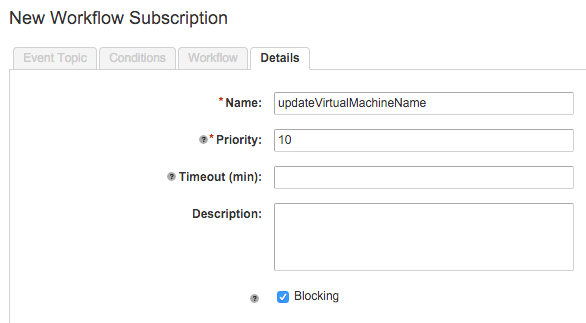 New Workflow Subscription
Event Topic Conditions Workflow Details
* Name: updateVirtualMachineName
? * Priority: 10
? Timeout (min):
Description:
? Blocking